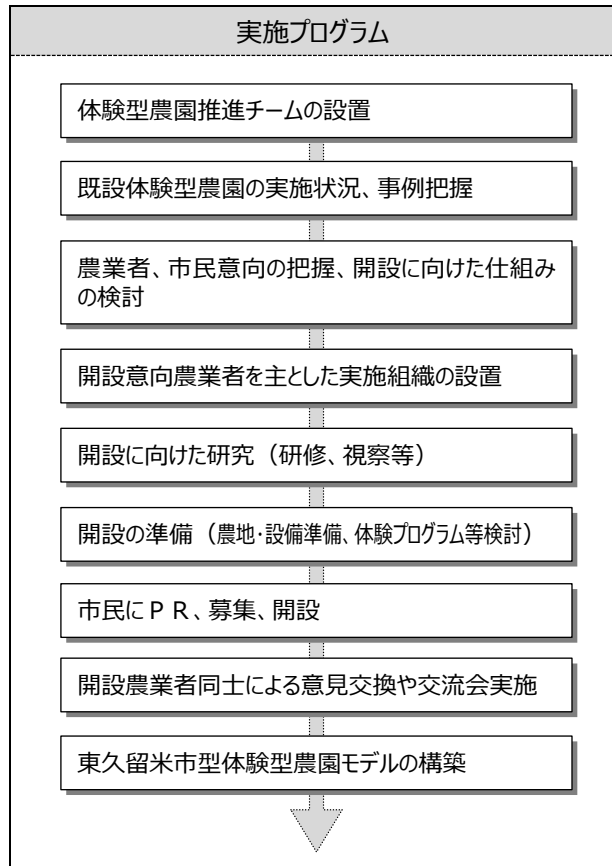 実施プログラム
体験型農園推進チームの設置
既設体験型農園の実施状況、事例把握
農業者、市民意向の把握、開設に向けた仕組み
の検討
開設意向農業者を主とした実施組織の設置
開設に向けた研究（研修、視察等）
開設の準備（農地・設備準備、体験プログラム等検討）
市民にＰＲ、募集、開設
開設農業者同士による意見交換や交流会実施
東久留米市型体験型農園モデルの構築